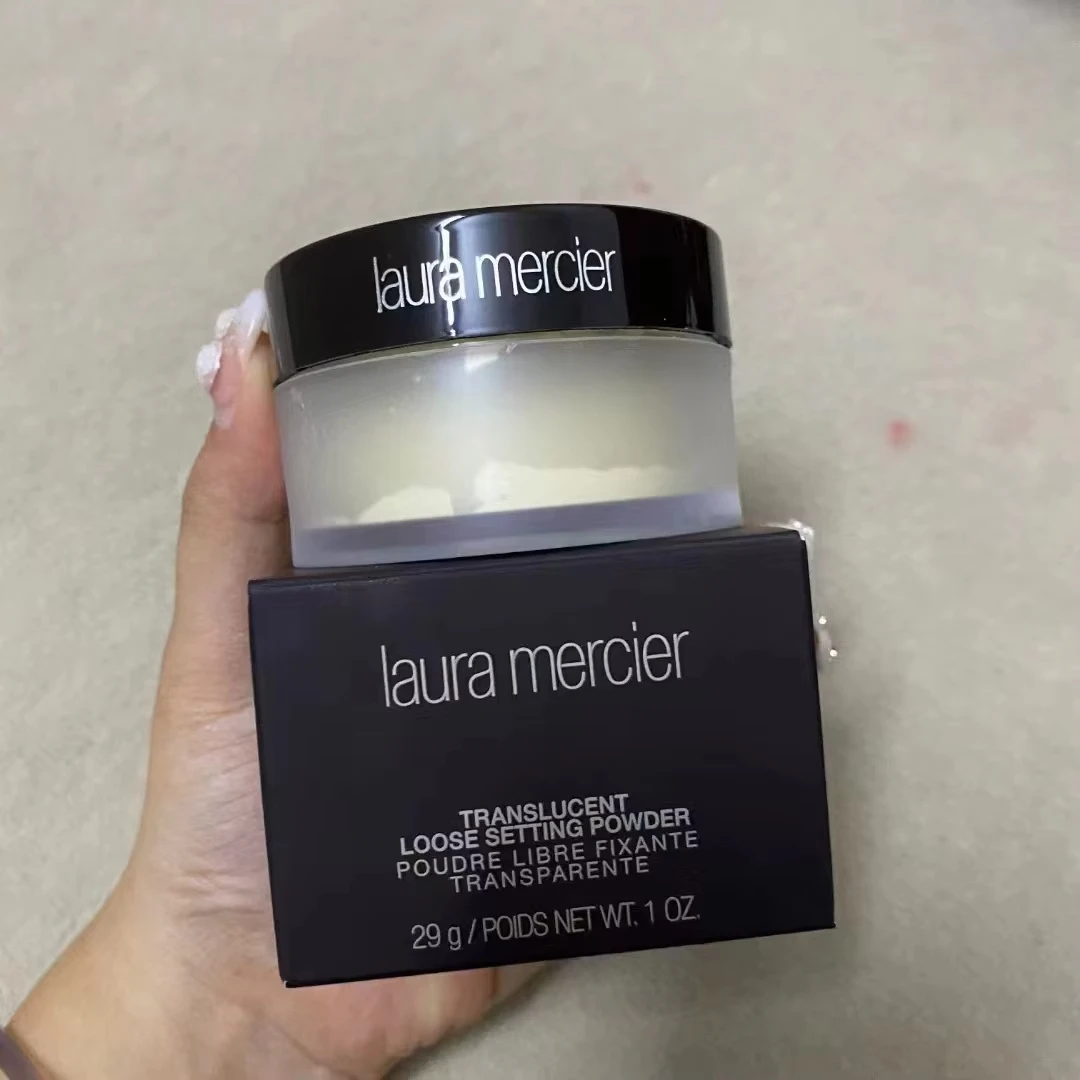 laura mercier
laura mercier
TRANSLUCENT
LOOSE SETTING POWDER
POUDRE LIBRE FIXANTE
TRANSPARENTE
29 g / POIDS NET WT. 1 OZ.